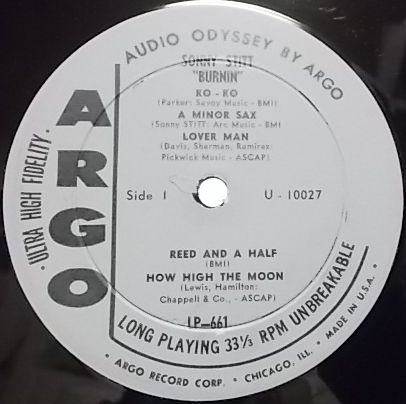 AUDIO ODYSSEY BY ARGO
SONNY STITT
"BURNIN"
KO - KO
(Parker: Savoy Music - BMI)
A MINOR SAX
(Sonny STITT: Arc Music - BMI
LOVER MAN
(Davis, Sherman, Ramirez:
Pickwick Music - ASCAP)
Side 1
U - 10027
REED AND A HALF
(BMI)
HOW HIGH THE MOON
(Lewis, Hamilton:
Chappell & Co., - ASCAP)
LP-661
ARGO
· ULTRA HIGH FIDELITY ·
LONG PLAYING 33⅓ RPM UNBREAKABLE
• ARGO RECORD CORP. • CHICAGO, ILL. • MADE IN U.S.A. •